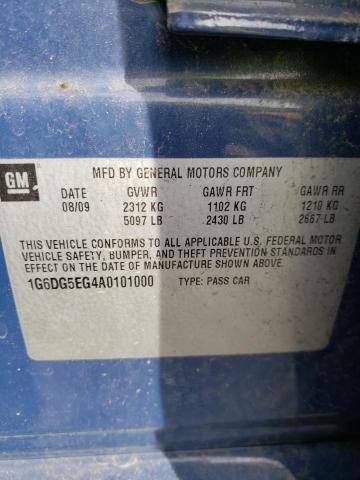 MFD BY GENERAL MOTORS COMPANY
GM
DATE GVWR GAWR FRT GAWR RR
08/09 2312 KG 1102 KG 1210 KG
5097 LB 2430 LB 2667 LB
THIS VEHICLE CONFORMS TO ALL APPLICABLE U.S. FEDERAL MOTOR
VEHICLE SAFETY, BUMPER, AND THEFT PREVENTION STANDARDS IN
EFFECT ON THE DATE OF MANUFACTURE SHOWN ABOVE.
1G6DG5EG4A0101000 TYPE: PASS CAR